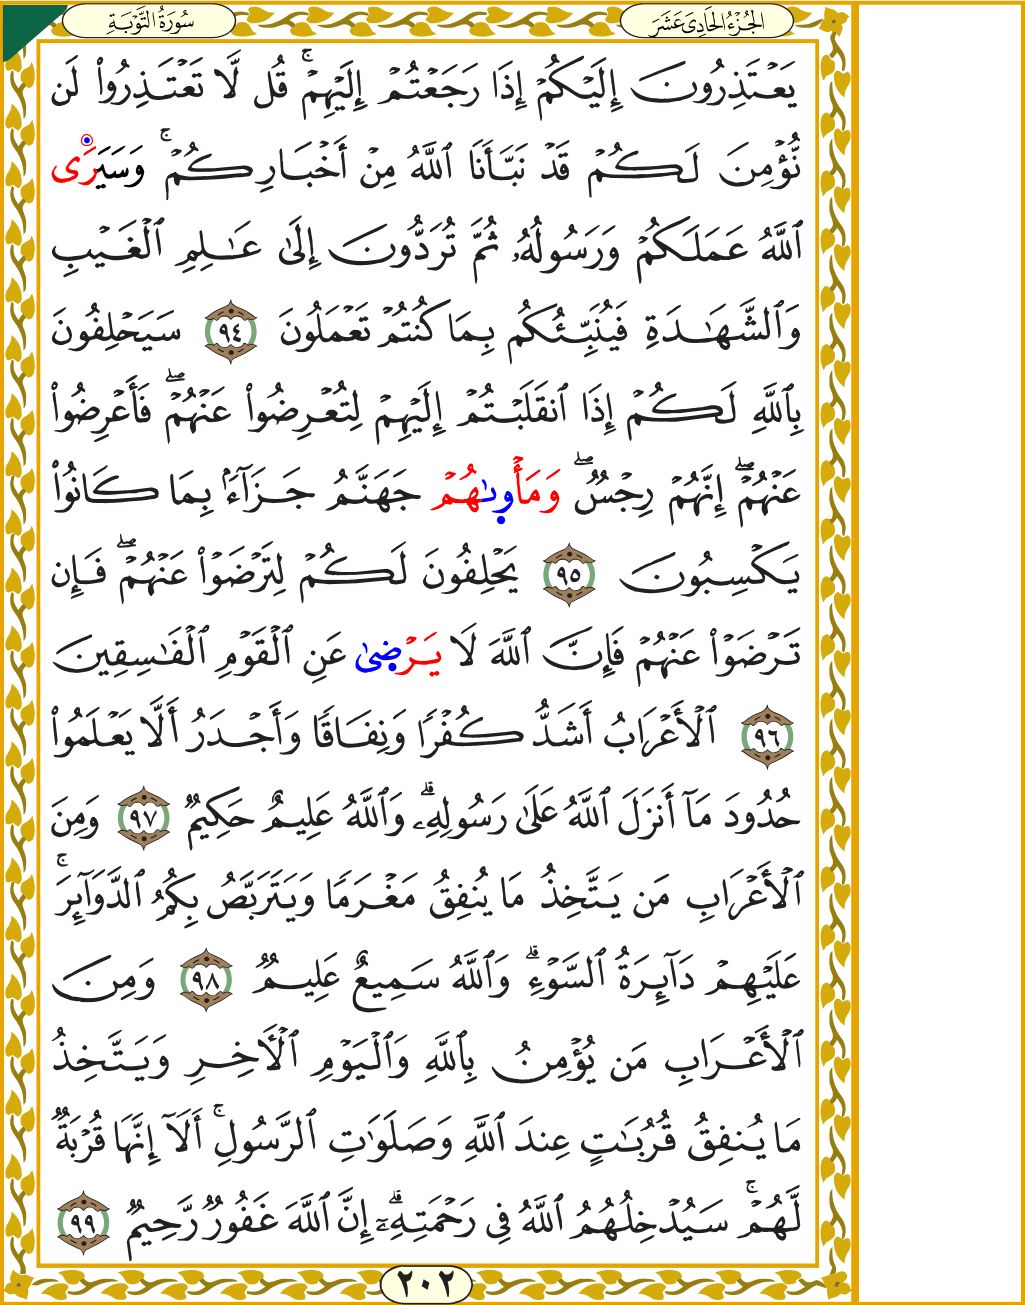 الجُزْءُ الحَادِىَ عَشَرَ
سُورَةُ التَّوْبَةِ
يَعْتَذِرُونَ إِلَيْكُمْ إِذَا رَجَعْتُمْ إِلَيْهِمْ ۚ قُل لَّا تَعْتَذِرُوا۟ لَن
نُّؤْمِنَ لَكُمْ قَدْ نَبَّأَنَا ٱللَّهُ مِنْ أَخْبَارِكُمْ ۚ وَسَيَرَى
ٱللَّهُ عَمَلَكُمْ وَرَسُولُهُۥ ثُمَّ تُرَدُّونَ إِلَىٰ عَـٰلِمِ ٱلْغَيْبِ
وَٱلشَّهَـٰدَةِ فَيُنَبِّئُكُم بِمَا كُنتُمْ تَعْمَلُونَ ٩٤ سَيَحْلِفُونَ
بِٱللَّهِ لَكُمْ إِذَا ٱنقَلَبْتُمْ إِلَيْهِمْ لِتُعْرِضُوا۟ عَنْهُمْ ۖ فَأَعْرِضُوا۟
عَنْهُمْ ۖ إِنَّهُمْ رِجْسٌ ۖ وَمَأْوِىٰهُمْ جَهَنَّمُ جَزَآءًۢ بِمَا كَانُوا۟
يَكْسِبُونَ ٩٥ يَحْلِفُونَ لَكُمْ لِتَرْضَوْا۟ عَنْهُمْ ۖ فَإِن
تَرْضَوْا۟ عَنْهُمْ فَإِنَّ ٱللَّهَ لَا يَرْضِىٰ عَنِ ٱلْقَوْمِ ٱلْفَـٰسِقِينَ
٩٦ ٱلْأَعْرَابُ أَشَدُّ كُفْرًا وَنِفَاقًا وَأَجْدَرُ أَلَّا يَعْلَمُوا۟
حُدُودَ مَآ أَنزَلَ ٱللَّهُ عَلَىٰ رَسُولِهِۦ ۗ وَٱللَّهُ عَلِيمٌ حَكِيمٌ ٩٧ وَمِنَ
ٱلْأَعْرَابِ مَن يَتَّخِذُ مَا يُنفِقُ مَغْرَمًا وَيَتَرَبَّصُ بِكُمُ ٱلدَّوَآئِرَ ۚ
عَلَيْهِمْ دَآئِرَةُ ٱلسَّوْءِ ۗ وَٱللَّهُ سَمِيعٌ عَلِيمٌ ٩٨ وَمِنَ
ٱلْأَعْرَابِ مَن يُؤْمِنُ بِٱللَّهِ وَٱلْيَوْمِ ٱلْـَٔاخِرِ وَيَتَّخِذُ
مَا يُنفِقُ قُرُبَـٰتٍ عِندَ ٱللَّهِ وَصَلَوَٰتِ ٱلرَّسُولِ ۚ أَلَآ إِنَّهَا قُرْبَةٌ
لَّهُمْ ۚ سَيُدْخِلُهُمُ ٱللَّهُ فِى رَحْمَتِهِۦٓ ۗ إِنَّ ٱللَّهَ غَفُورٌ رَّحِيمٌ ٩٩
٢٠٢